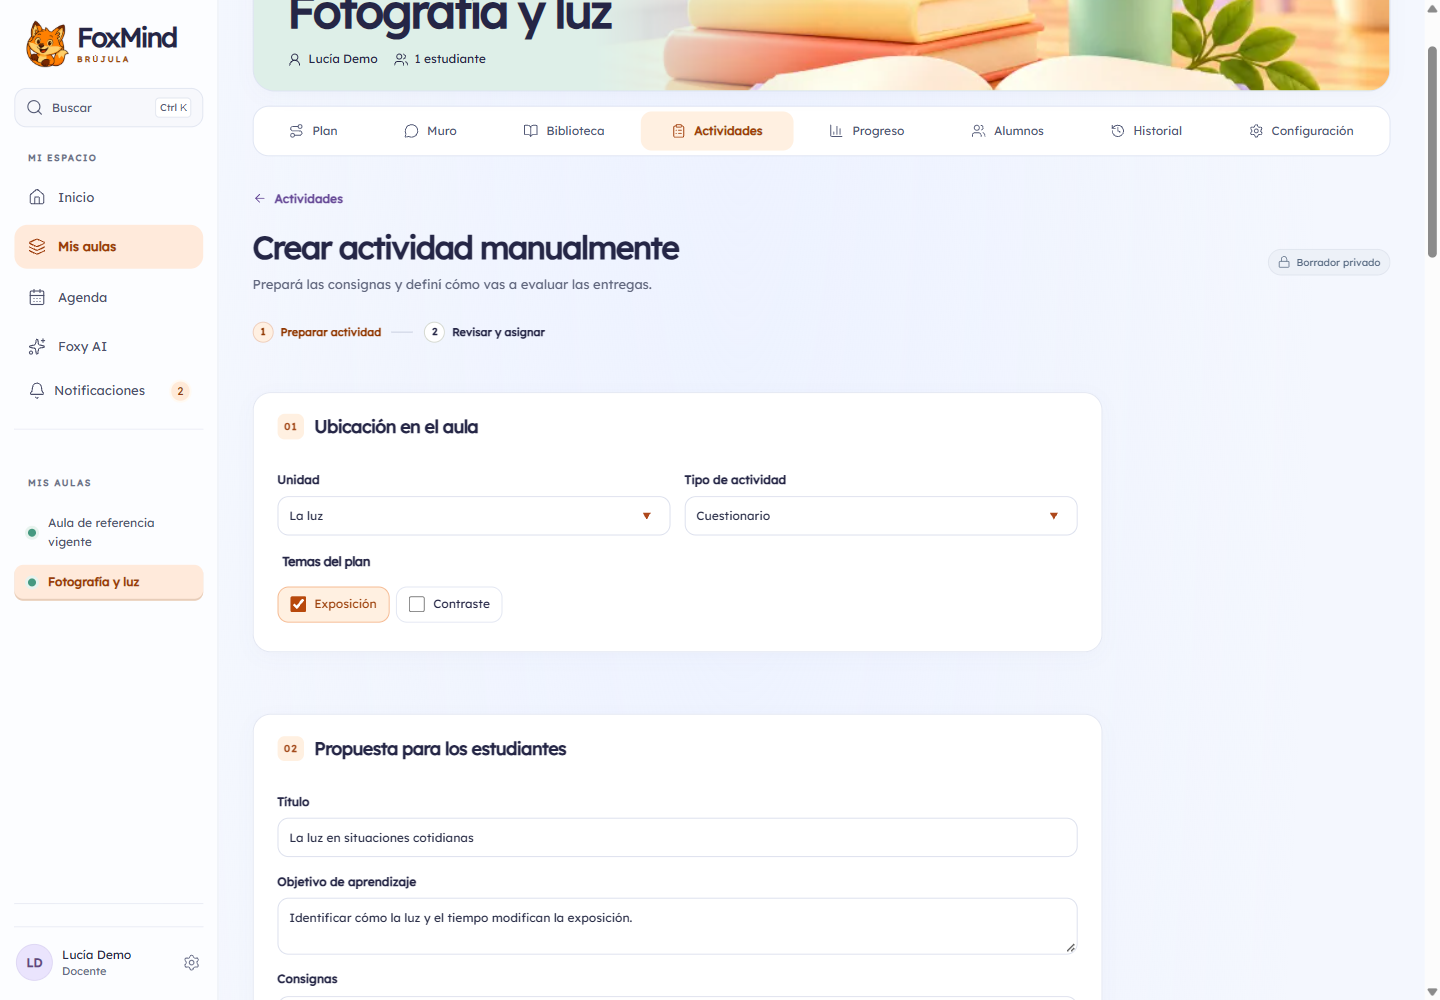 FoxMind
BRÚJULA
Buscar
Ctrl K
MI ESPACIO
Inicio
Mis aulas
Agenda
Foxy AI
Notificaciones
2
MIS AULAS
Aula de referencia
vigente
Fotografía y luz
LD
Lucía Demo
Docente
Fotografía y luz
Lucía Demo
1 estudiante
Plan
Muro
Biblioteca
Actividades
Progreso
Alumnos
Historial
Configuración
Actividades
Crear actividad manualmente
Prepará las consignas y definí cómo vas a evaluar las entregas.
Borrador privado
1 Preparar actividad
2 Revisar y asignar
01 Ubicación en el aula
Unidad
La luz
Tipo de actividad
Cuestionario
Temas del plan
Exposición
Contraste
02 Propuesta para los estudiantes
Título
La luz en situaciones cotidianas
Objetivo de aprendizaje
Identificar cómo la luz y el tiempo modifican la exposición.
Consignas